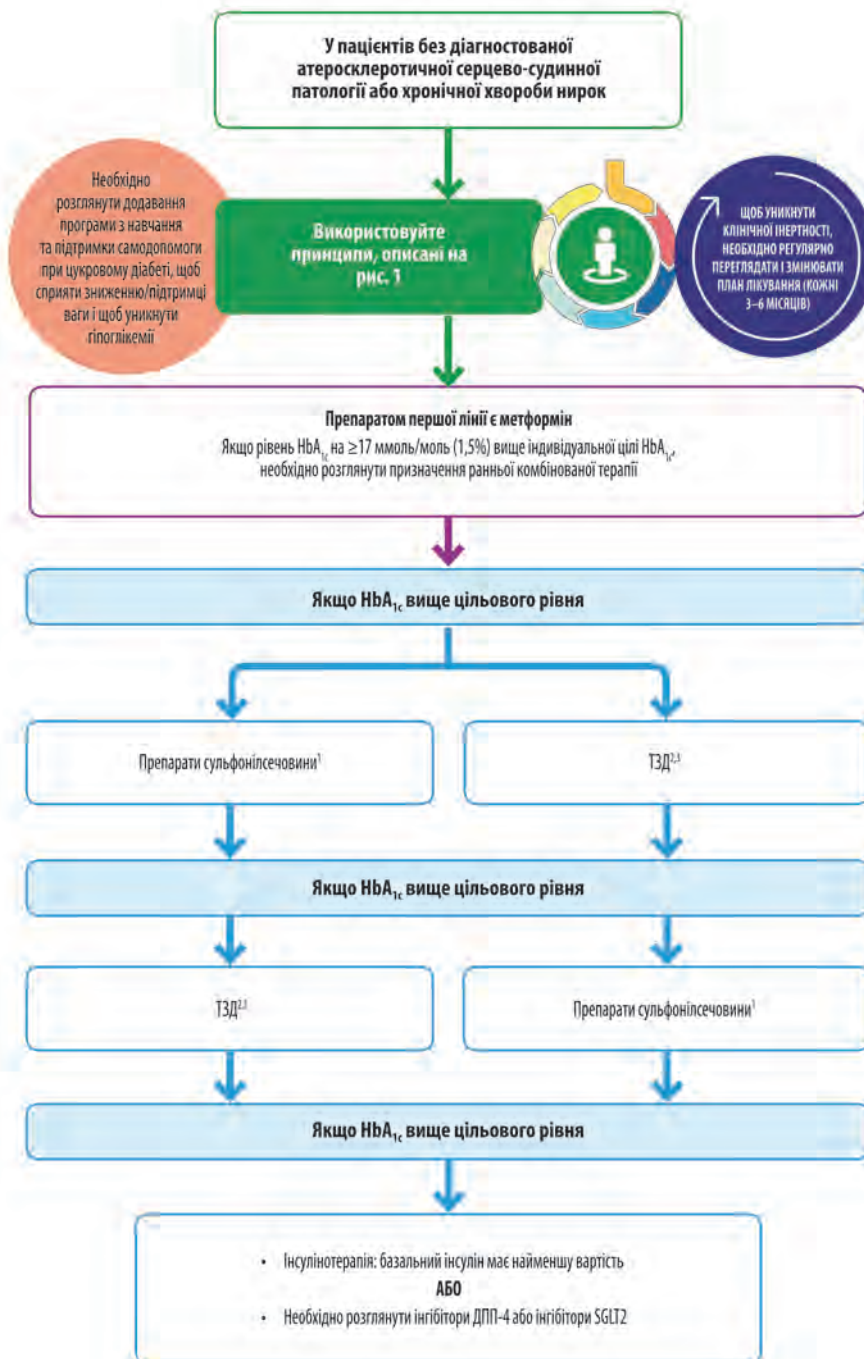 У пацієнтів без діагностованої
атеросклеротичної серцево-судинної
патології або хронічної хвороби нирок
Необхідно
розглянути додавання
програми з навчання
та підтримки самодопомоги
при цукровому діабеті, щоб
сприяти зниженню/підтримці
ваги і щоб уникнути
гіпоглікемії
Використовуйте
принципи, описані на
рис. 1
ЩОБ УНИКНУТИ
КЛІНІЧНОЇ ІНЕРТНОСТІ,
НЕОБХІДНО РЕГУЛЯРНО
ПЕРЕГЛЯДАТИ І ЗМІНЮВАТИ
ПЛАН ЛІКУВАННЯ (КОЖНІ
3–6 МІСЯЦІВ)
Препаратом першої лінії є метформін
Якщо рівень HbA1c на ≥17 ммоль/моль (1,5%) вище індивідуальної цілі HbA1c,
необхідно розглянути призначення ранньої комбінованої терапії
Якщо HbA1c вище цільового рівня
Препарати сульфонілсечовини¹
ТЗД²,³
Якщо HbA1c вище цільового рівня
ТЗД²,³
Препарати сульфонілсечовини¹
Якщо HbA1c вище цільового рівня
• Інсулінотерапія: базальний інсулін має найменшу вартість
АБО
• Необхідно розглянути інгібітори ДПП-4 або інгібітори SGLT2